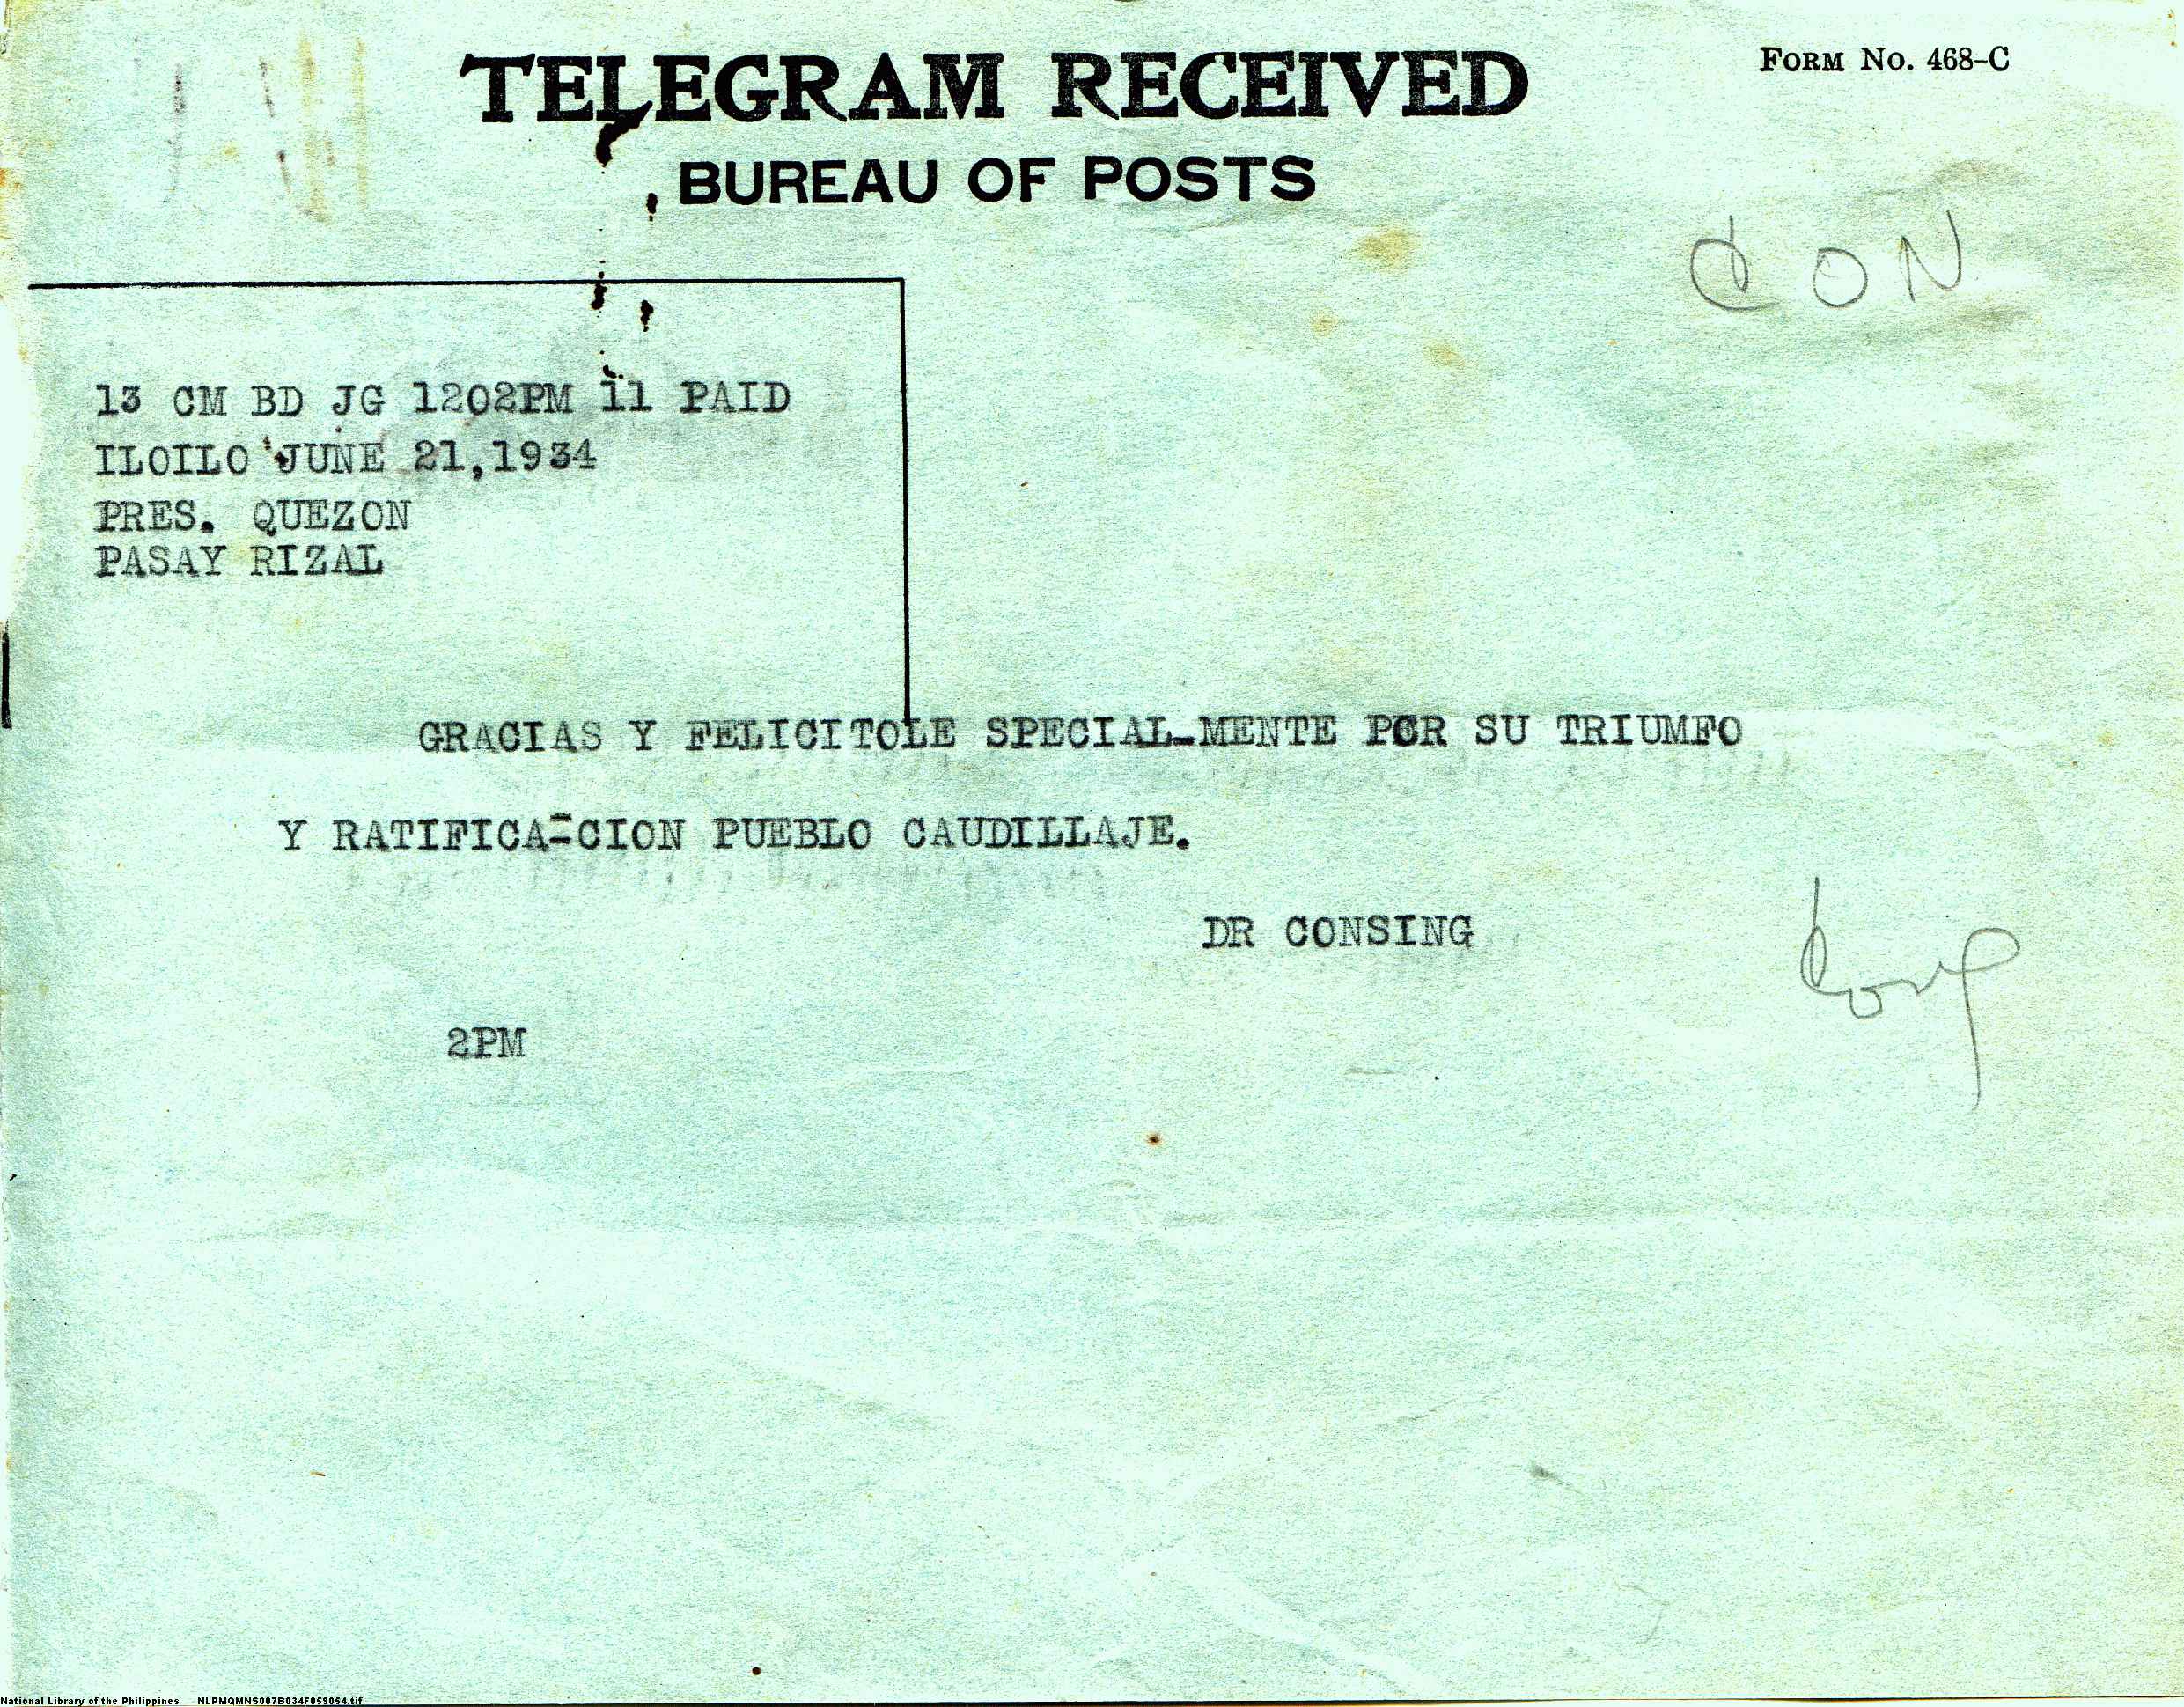 TELEGRAM RECEIVED
FORM NO. 468-C
BUREAU OF POSTS
CON
13 CM BD JG 1202PM 11 PAID
ILOILO JUNE 21,1934
PRES. QUEZON
PASAY RIZAL
GRACIAS Y FELICITOLE SPECIAL-MENTE POR SU TRIUMFO
Y RATIFICA-CION PUEBLO CAUDILLAJE.
DR CONSING
2PM
National Library of the Philippines NLPMQMNS007B034F059054.tif